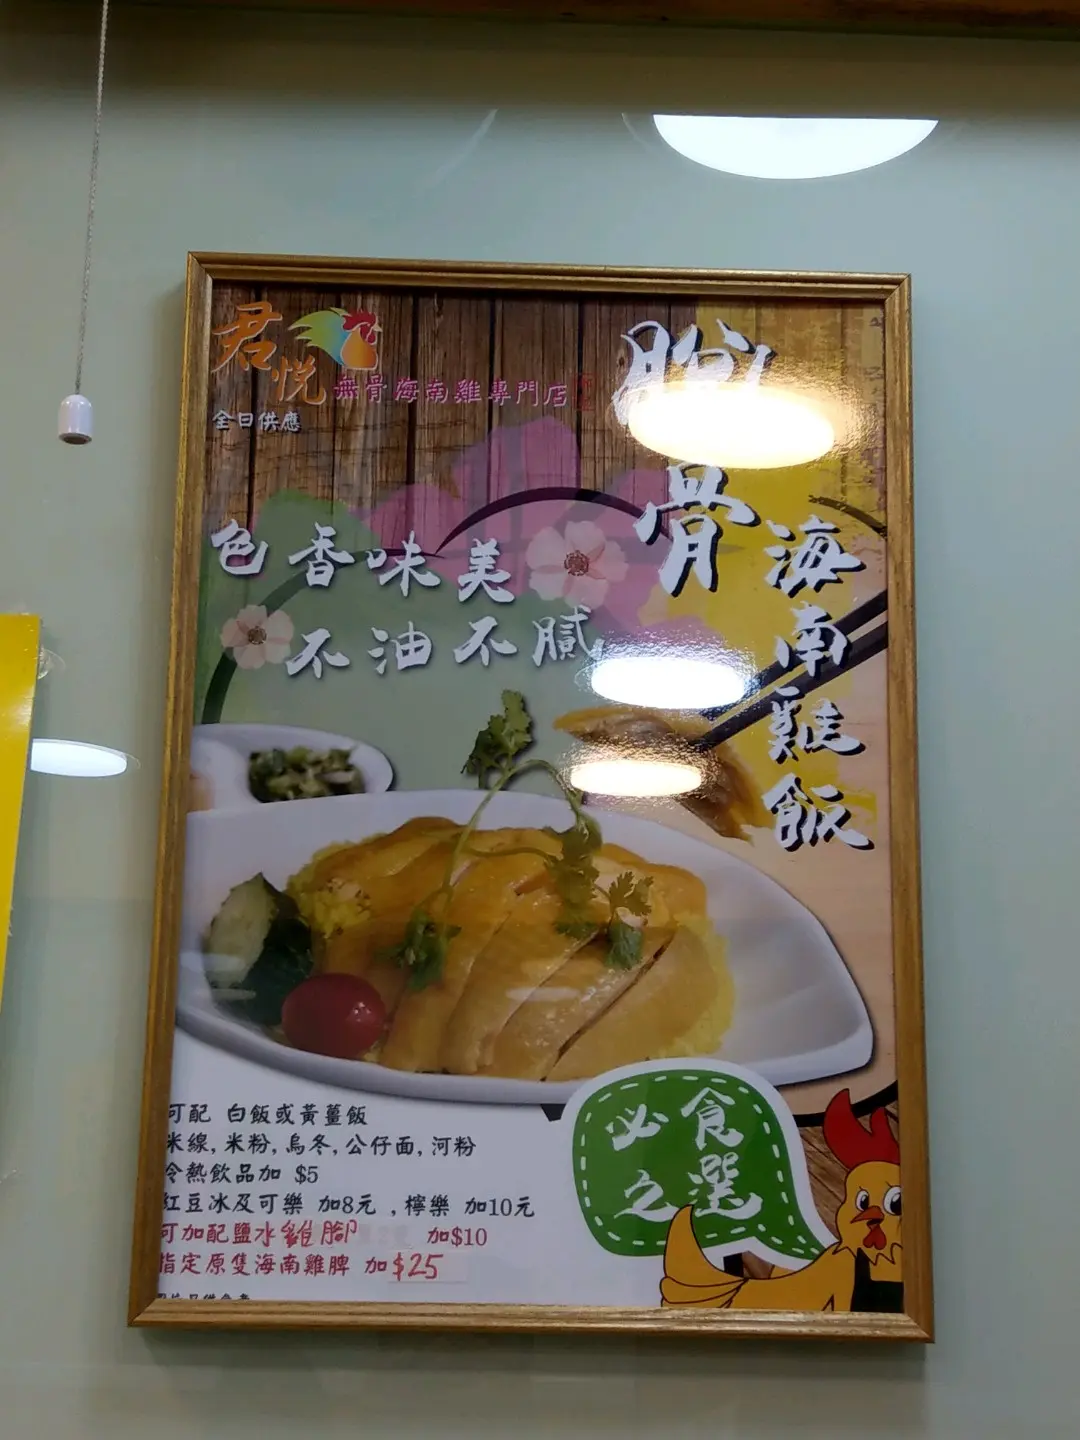 君悅
無骨海南雞專門店
全日供應
骨
海南雞飯
色香味美
不油不膩
可配 白飯或黃薑飯
米線, 米粉, 烏冬, 公仔面, 河粉
冷熱飲品加 $5
紅豆冰及可樂 加8元 , 檸樂 加10元
可加配鹽水雞腳 加$10
指定原隻海南雞髀 加$25
必食
之選